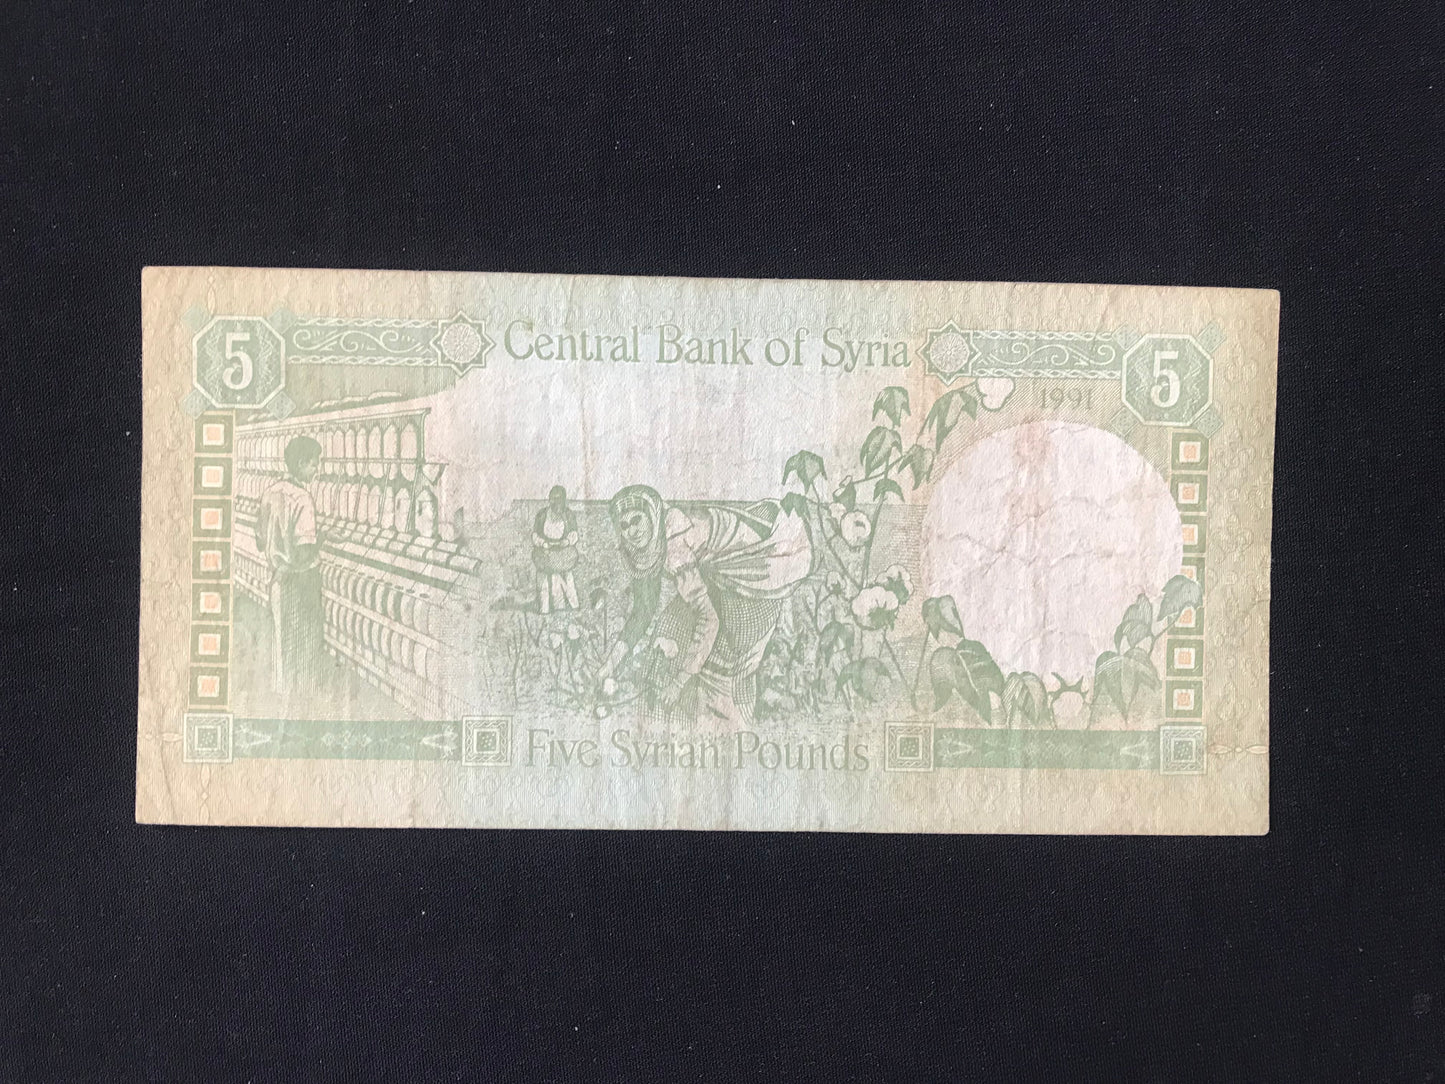 5 Central Bank of Syria 5
1991
Five Syrian Pounds